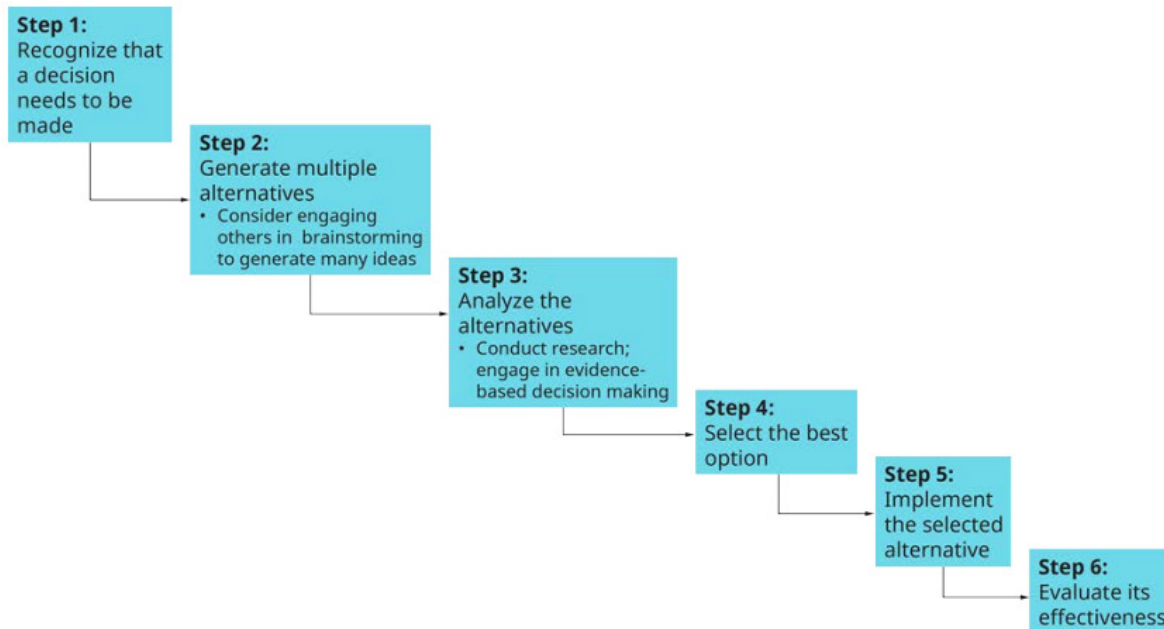 Step 1:
Recognize that
a decision
needs to be
made
Step 2:
Generate multiple
alternatives
• Consider engaging
others in brainstorming
to generate many ideas
Step 3:
Analyze the
alternatives
• Conduct research;
engage in evidence-
based decision making
Step 4:
Select the best
option
Step 5:
Implement
the selected
alternative
Step 6:
Evaluate its
effectiveness